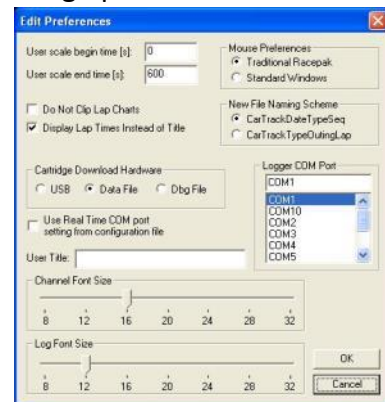 Edit Preferences
User scale begin time [s]: 0
User scale end time [s]: 600
Mouse Preferences
Traditional Racepak
Standard Windows
Do Not Clip Lap Charts
Display Lap Times Instead of Title
New File Naming Scheme
CarTrackDateTypeSeq
CarTrackTypeOutingLap
Cartridge Download Hardware
USB Data File Dbg File
Logger COM Port
COM1
COM1
COM10
COM2
COM3
COM4
COM5
Use Real Time COM port
setting from configuration file
User Title:
Channel Font Size
8 12 16 20 24 28 32
Log Font Size
8 12 16 20 24 28 32
OK
Cancel